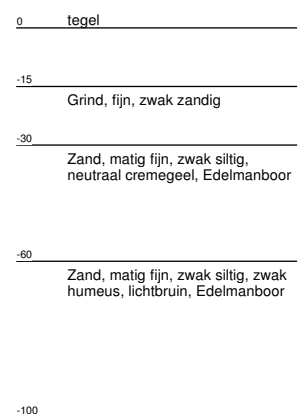 0 tegel
-15
Grind, fijn, zwak zandig
-30
Zand, matig fijn, zwak siltig,
neutraal cremegeel, Edelmanboor
-60
Zand, matig fijn, zwak siltig, zwak
humeus, lichtbruin, Edelmanboor
-100